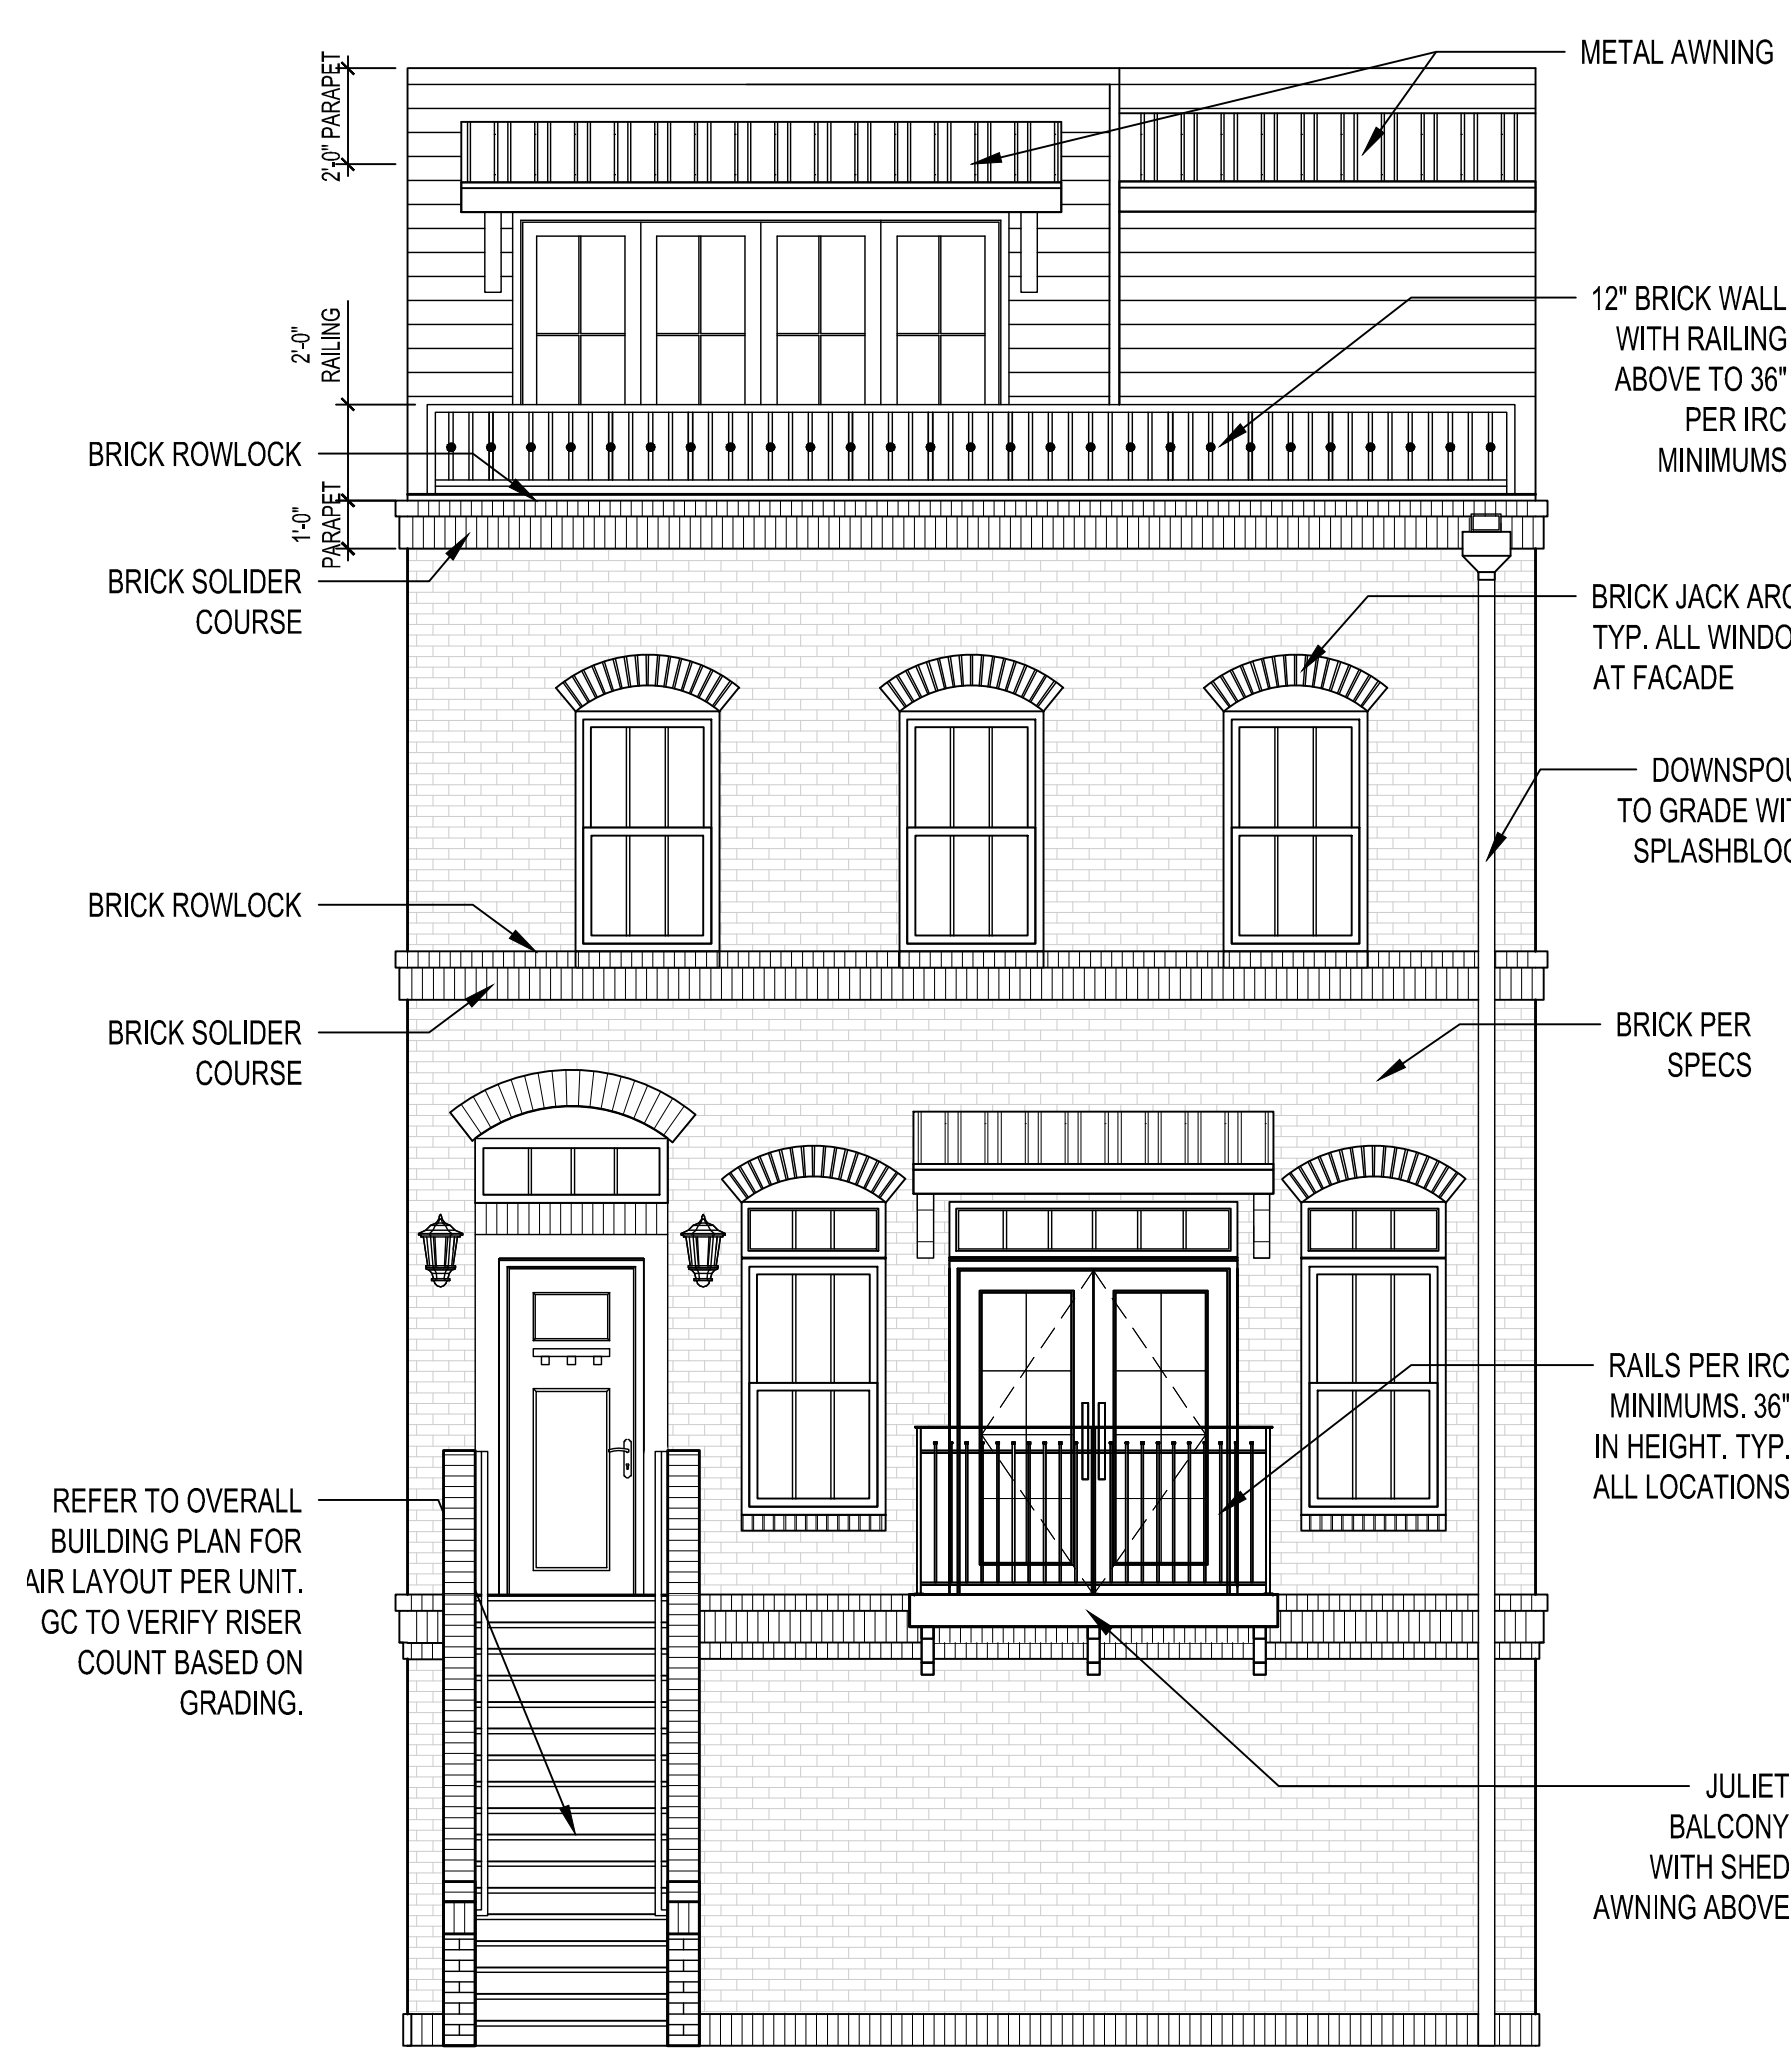 METAL AWNING
2'-0" PARAPET
12" BRICK WALL
WITH RAILING
ABOVE TO 36"
PER IRC
MINIMUMS
2'-0"
RAILING
BRICK ROWLOCK
1'-0"
PARAPET
BRICK SOLIDER
COURSE
BRICK JACK ARC
TYP. ALL WINDO
AT FACADE
DOWNSPOU
TO GRADE WIT
SPLASHBLOC
BRICK ROWLOCK
BRICK SOLIDER
COURSE
BRICK PER
SPECS
RAILS PER IRC
MINIMUMS. 36"
IN HEIGHT. TYP.
ALL LOCATIONS
REFER TO OVERALL
BUILDING PLAN FOR
AIR LAYOUT PER UNIT.
GC TO VERIFY RISER
COUNT BASED ON
GRADING.
JULIET
BALCONY
WITH SHED
AWNING ABOVE